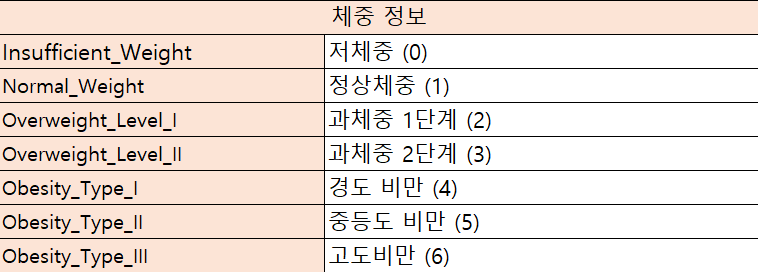 체중 정보
Insufficient_Weight 저체중 (0)
Normal_Weight 정상체중 (1)
Overweight_Level_I 과체중 1단계 (2)
Overweight_Level_II 과체중 2단계 (3)
Obesity_Type_I 경도 비만 (4)
Obesity_Type_II 중등도 비만 (5)
Obesity_Type_III 고도비만 (6)